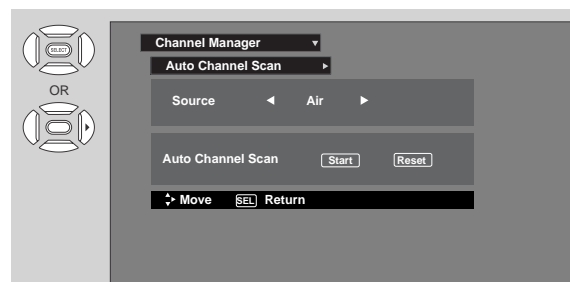 SELECT
OR
Channel Manager
Auto Channel Scan
Source Air
Auto Channel Scan Start Reset
Move SEL Return